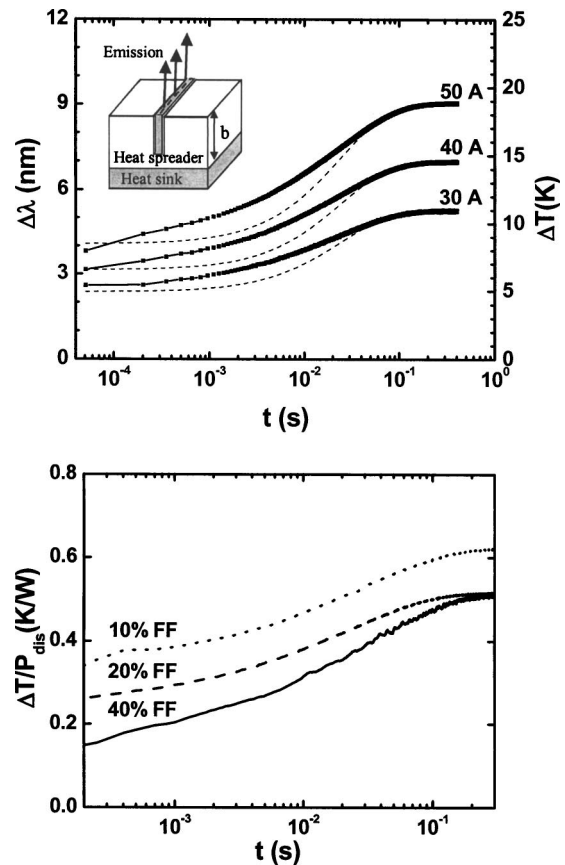 Emission
b
Heat spreader
Heat sink
50 A
40 A
30 A
Δλ (nm)
12
9
6
3
0
ΔT(K)
25
20
15
10
5
0
10⁻⁴ 10⁻³ 10⁻² 10⁻¹ 10⁰
t (s)
ΔT/P_dis(K/W)
0.8
0.6
0.4
0.2
0.0
10% FF
20% FF
40% FF
10⁻³ 10⁻² 10⁻¹
t (s)